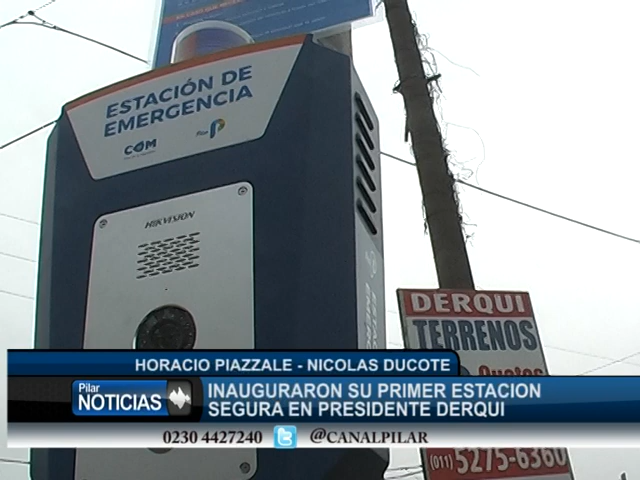 ESTACIÓN DE
EMERGENCIA
COM
Pilar
HIKVISION
DERQUI
TERRENOS
Cuotas
HORACIO PIAZZALE - NICOLAS DUCOTE
Pilar
NOTICIAS
INAUGURARON SU PRIMER ESTACION
SEGURA EN PRESIDENTE DERQUI
0230 4427240
@CANALPILAR
(011) 5275-6360